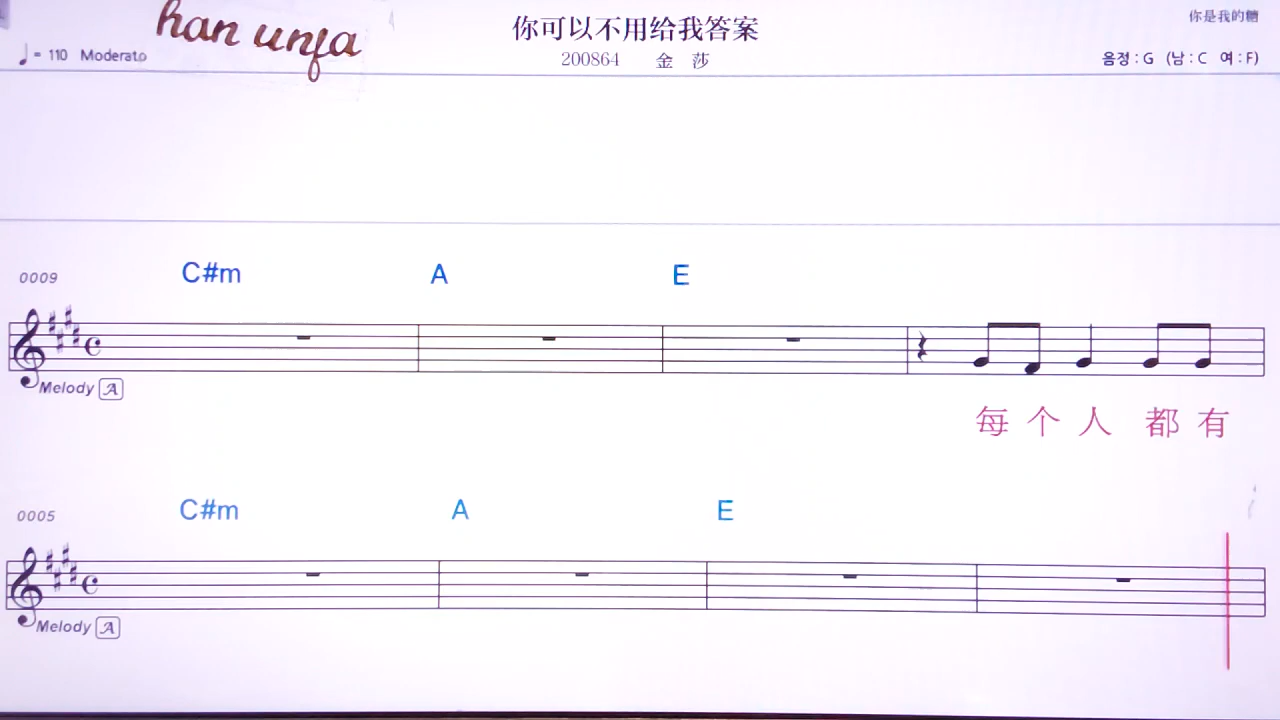 han unja
你可以不用给我答案
你是我的糖
♩= 110 Moderato
200864 金 莎
음정 : G (남 : C 여 : F)
0009 C#m A E
Melody A
每 个 人 都 有
0005 C#m A E
Melody A